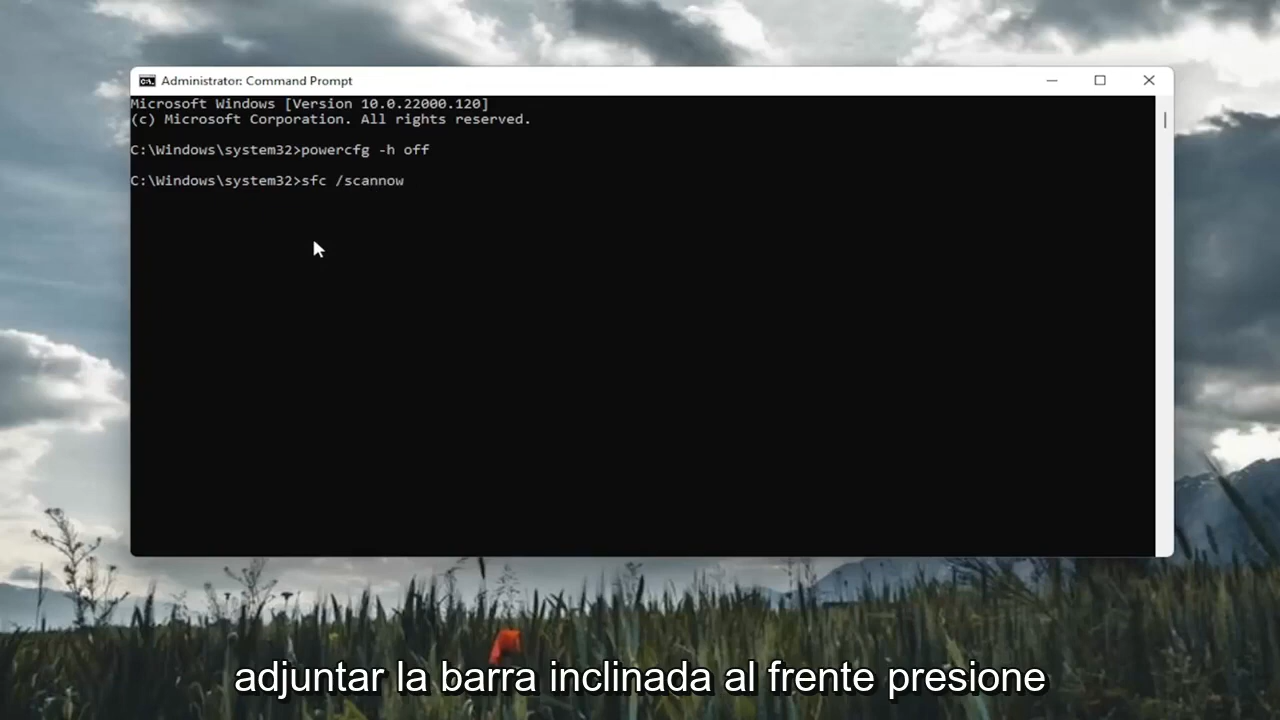 Administrator: Command Prompt
Microsoft Windows [Version 10.0.22000.120]
(c) Microsoft Corporation. All rights reserved.
C:\Windows\system32>powercfg -h off
C:\Windows\system32>sfc /scannow
adjuntar la barra inclinada al frente presione